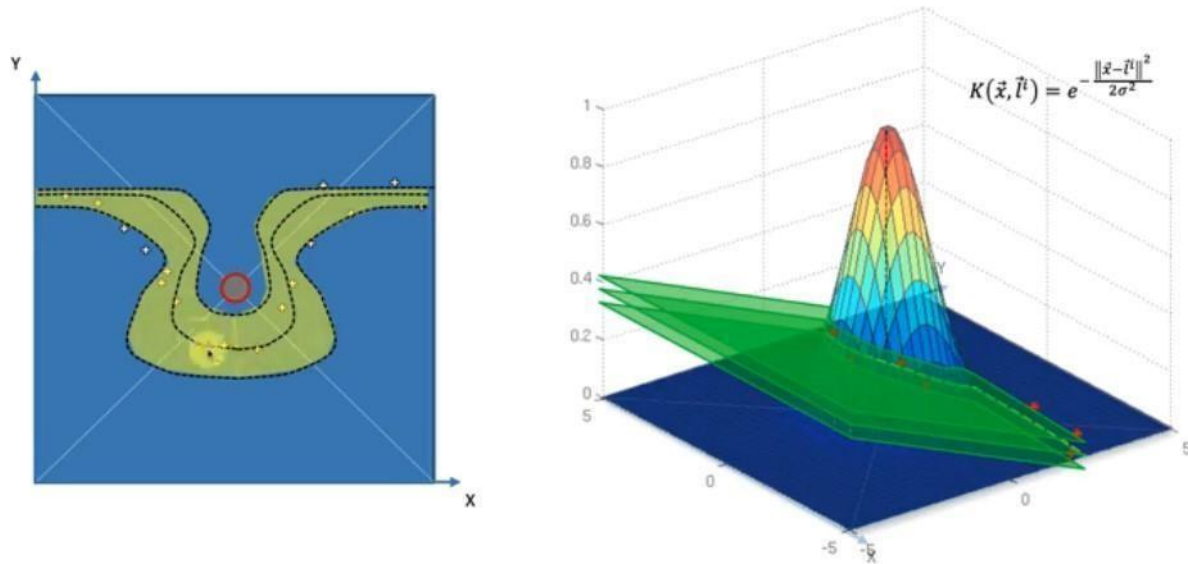 Y
X
K(x⃗, l⃗ⁱ) = e^{-‖x⃗-l⃗ⁱ‖²/2σ²}
1
0.8
0.6
0.4
0.2
0
5
0
-5
-5
0
5
Y
X